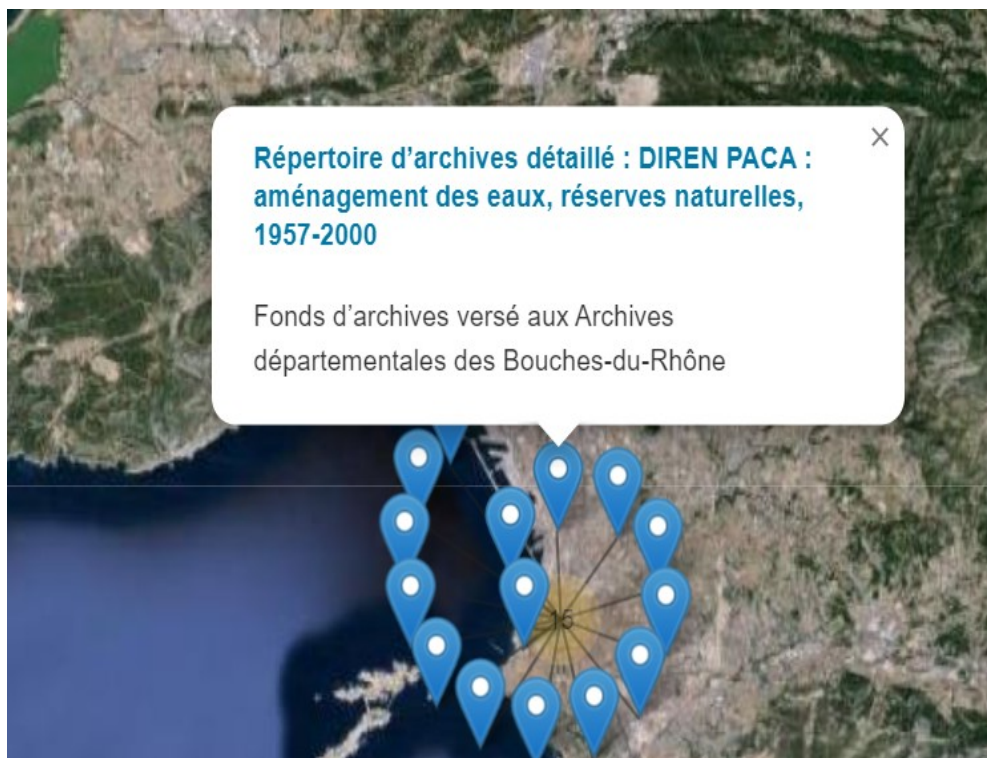 Répertoire d’archives détaillé : DIREN PACA :
aménagement des eaux, réserves naturelles,
1957-2000
Fonds d’archives versé aux Archives
départementales des Bouches-du-Rhône
15